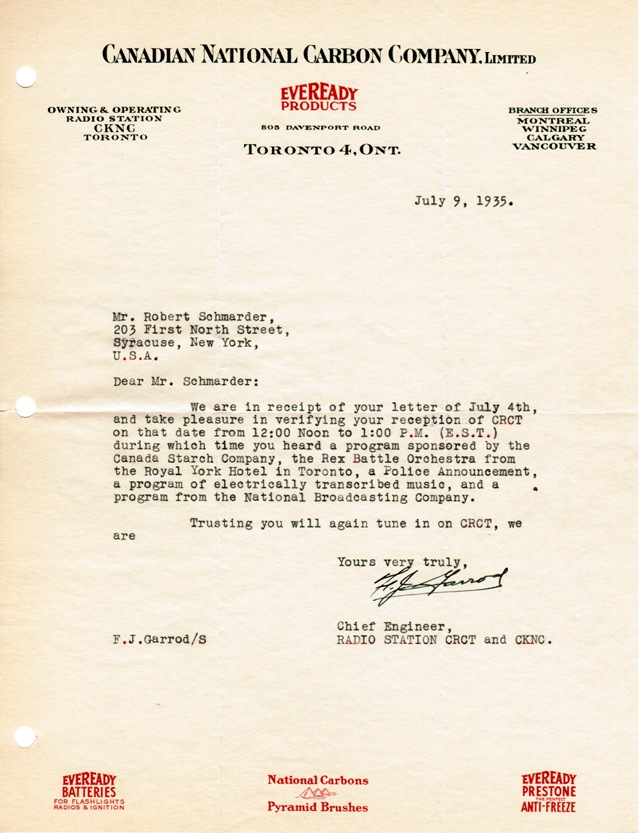 CANADIAN NATIONAL CARBON COMPANY, LIMITED
EVEREADY
PRODUCTS
OWNING & OPERATING
RADIO STATION
CKNC
TORONTO
805 DAVENPORT ROAD
TORONTO 4, ONT.
BRANCH OFFICES
MONTREAL
WINNIPEG
CALGARY
VANCOUVER
July 9, 1935.
Mr. Robert Schmarder,
203 First North Street,
Syracuse, New York,
U.S.A.
Dear Mr. Schmarder:
We are in receipt of your letter of July 4th,
and take pleasure in verifying your reception of CRCT
on that date from 12:00 Noon to 1:00 P.M. (E.S.T.)
during which time you heard a program sponsored by the
Canada Starch Company, the Rex Battle Orchestra from
the Royal York Hotel in Toronto, a Police Announcement,
a program of electrically transcribed music, and a
program from the National Broadcasting Company.
Trusting you will again tune in on CRCT, we
are
Yours very truly,
F. J. Garrod
Chief Engineer,
F.J.Garrod/S
RADIO STATION CRCT and CKNC.
EVEREADY
BATTERIES
FOR FLASHLIGHTS
RADIOS & IGNITION
National Carbons
Pyramid Brushes
EVEREADY
PRESTONE
THE PERFECT
ANTI-FREEZE